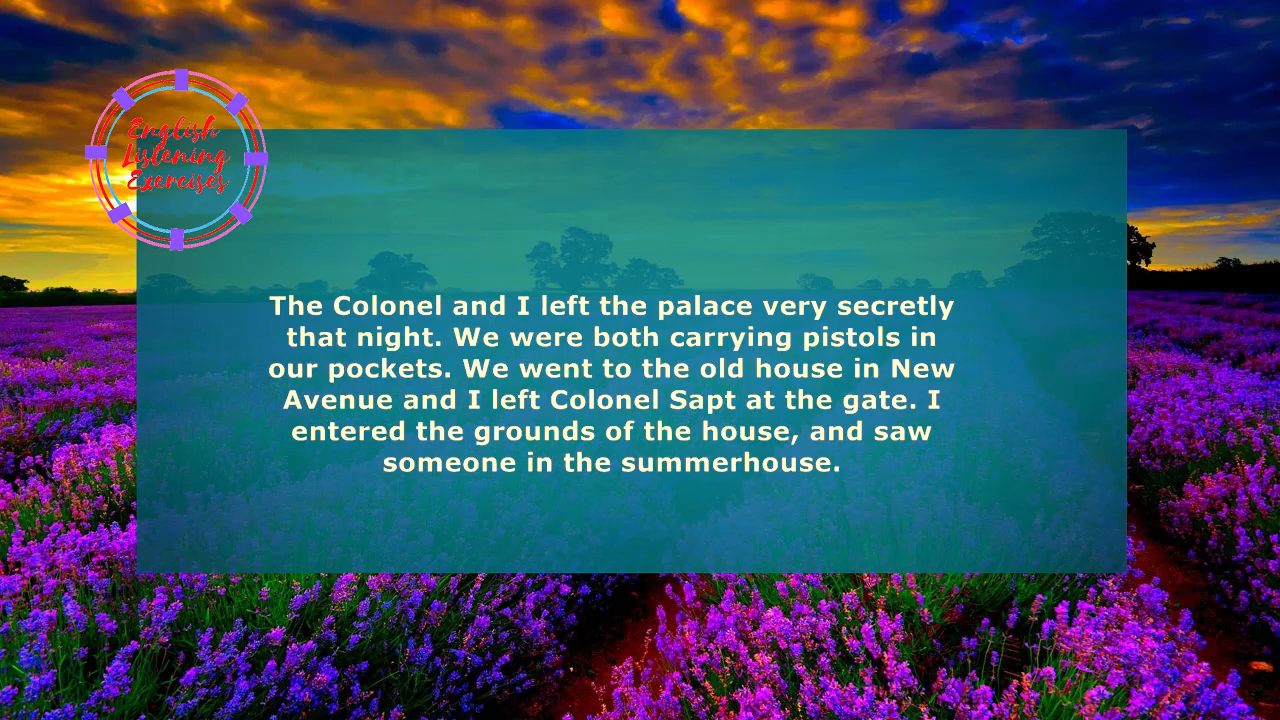 English
Listening
Exercises
The Colonel and I left the palace very secretly
that night. We were both carrying pistols in
our pockets. We went to the old house in New
Avenue and I left Colonel Sapt at the gate. I
entered the grounds of the house, and saw
someone in the summerhouse.